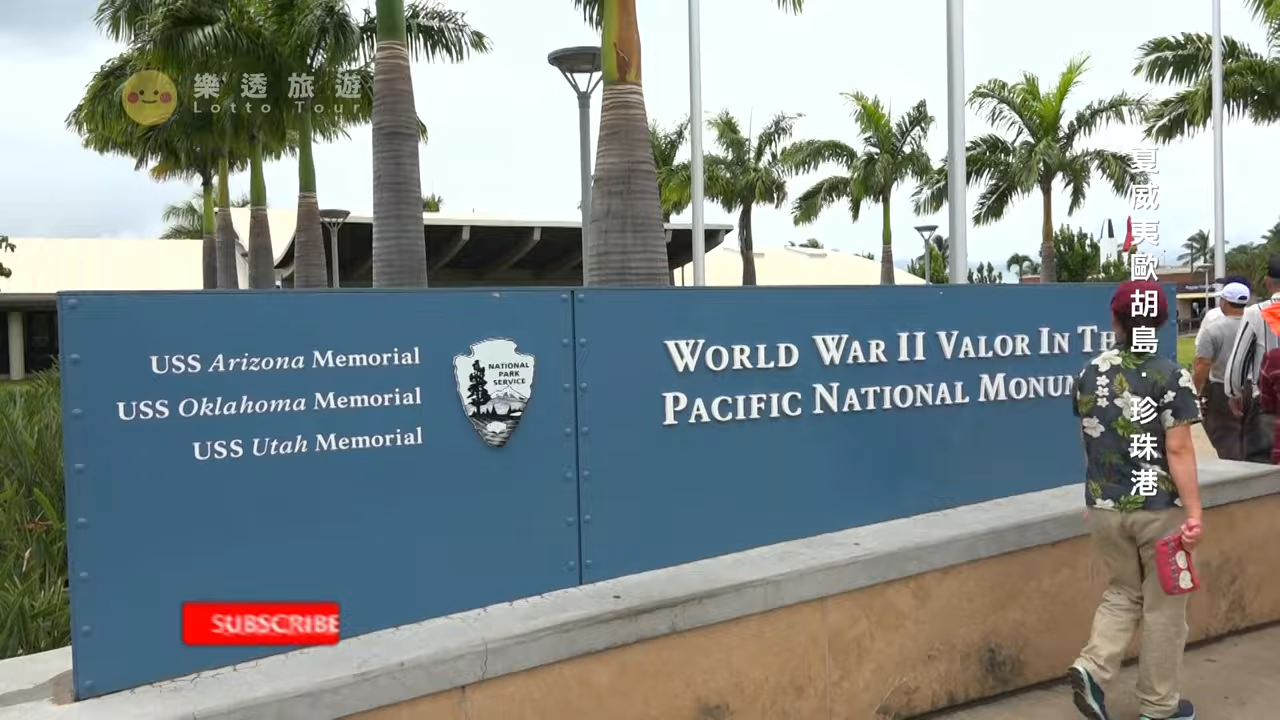 樂透旅遊
Lotto Tour
夏威夷歐胡島·珍珠港
USS Arizona Memorial
USS Oklahoma Memorial
USS Utah Memorial
NATIONAL
PARK
SERVICE
WORLD WAR II VALOR IN TH
PACIFIC NATIONAL MONUM
SUBSCRIBE